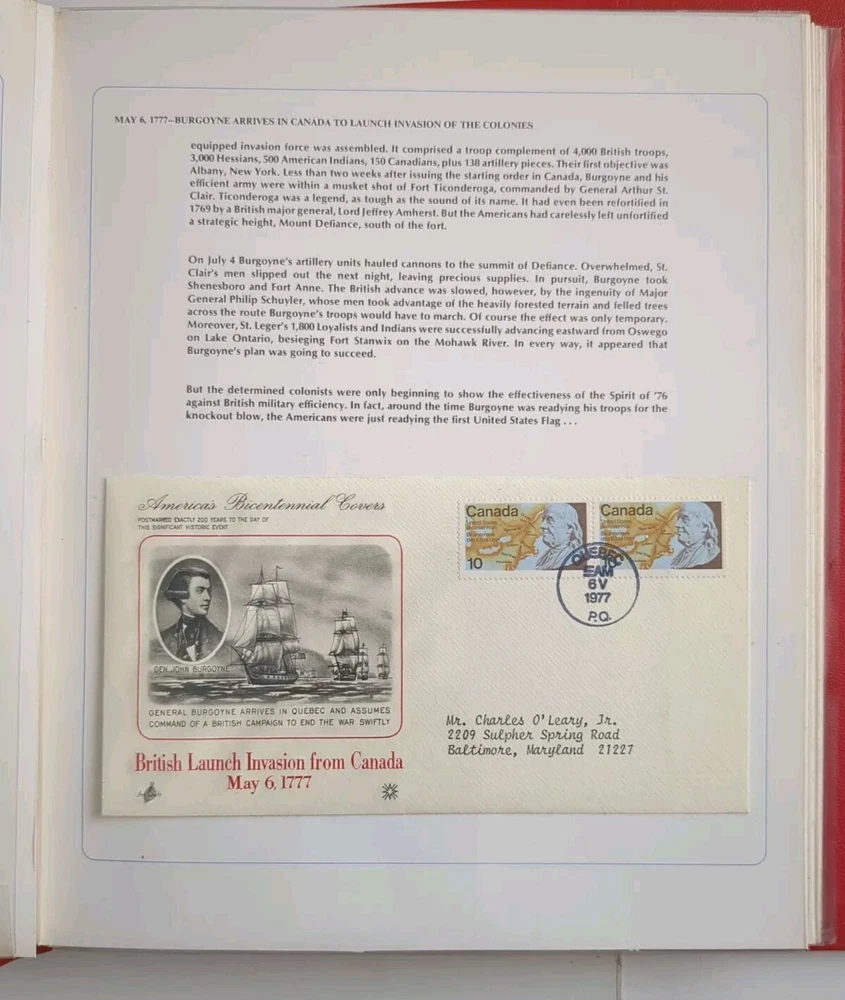 MAY 6, 1777—BURGOYNE ARRIVES IN CANADA TO LAUNCH INVASION OF THE COLONIES
equipped invasion force was assembled. It comprised a troop complement of 4,000 British troops,
3,000 Hessians, 500 American Indians, 150 Canadians, plus 138 artillery pieces. Their first objective was
Albany, New York. Less than two weeks after issuing the starting order in Canada, Burgoyne and his
efficient army were within a musket shot of Fort Ticonderoga, commanded by General Arthur St.
Clair. Ticonderoga was a legend, as tough as the sound of its name. It had even been refortified in
1769 by a British major general, Lord Jeffrey Amherst. But the Americans had carelessly left unfortified
a strategic height, Mount Defiance, south of the fort.
On July 4 Burgoyne's artillery units hauled cannons to the summit of Defiance. Overwhelmed, St.
Clair's men slipped out the next night, leaving precious supplies. In pursuit, Burgoyne took
Shenesboro and Fort Anne. The British advance was slowed, however, by the ingenuity of Major
General Philip Schuyler, whose men took advantage of the heavily forested terrain and felled trees
across the route Burgoyne's troops would have to march. Of course the effect was only temporary.
Moreover, St. Leger's 1,800 Loyalists and Indians were successfully advancing eastward from Oswego
on Lake Ontario, besieging Fort Stanwix on the Mohawk River. In every way, it appeared that
Burgoyne's plan was going to succeed.
But the determined colonists were only beginning to show the effectiveness of the Spirit of '76
against British military efficiency. In fact, around the time Burgoyne was readying his troops for the
knockout blow, the Americans were just readying the first United States Flag . . .
America's Bicentennial Covers
POSTMARKED EXACTLY 200 YEARS TO THE DAY OF
THIS SIGNIFICANT HISTORIC EVENT
GEN. JOHN BURGOYNE
GENERAL BURGOYNE ARRIVES IN QUEBEC AND ASSUMES
COMMAND OF A BRITISH CAMPAIGN TO END THE WAR SWIFTLY
British Launch Invasion from Canada
May 6, 1777
Canada
United States
10
Canada
United States
QUEBEC
AM
6 V
1977
P.Q.
Mr. Charles O'Leary, Jr.
2209 Sulpher Spring Road
Baltimore, Maryland 21227